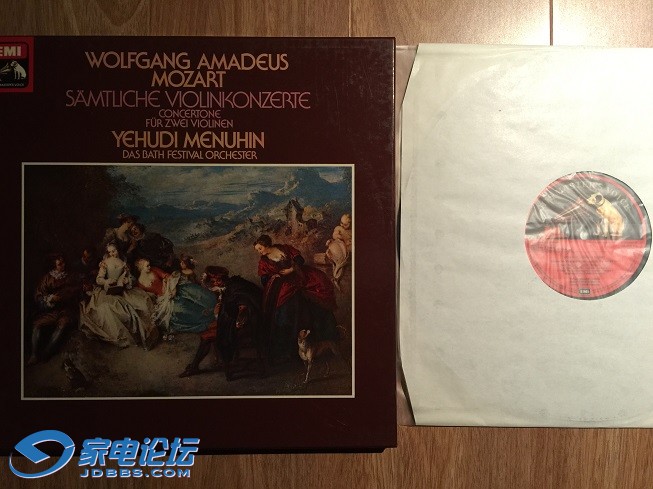 EMI
WOLFGANG AMADEUS
MOZART
SÄMTLICHE VIOLINKONZERTE
CONCERTONE
FÜR ZWEI VIOLINEN
YEHUDI MENUHIN
DAS BATH FESTIVAL ORCHESTER
EMI
家电论坛
JDBBS.COM